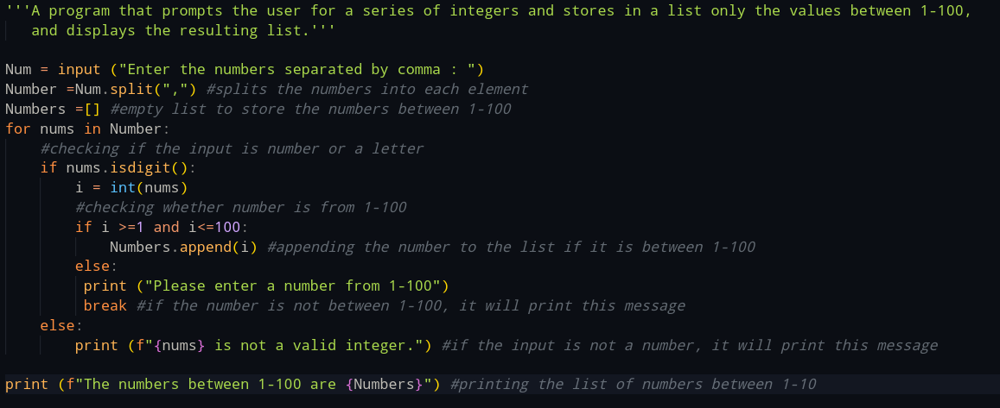 '''A program that prompts the user for a series of integers and stores in a list only the values between 1-100,
   and displays the resulting list.'''

Num = input ("Enter the numbers separated by comma : ")
Number =Num.split(",") #splits the numbers into each element
Numbers =[] #empty list to store the numbers between 1-100
for nums in Number:
    #checking if the input is number or a letter
    if nums.isdigit():
        i = int(nums)
        #checking whether number is from 1-100
        if i >=1 and i<=100:
            Numbers.append(i) #appending the number to the list if it is between 1-100
        else:
         print ("Please enter a number from 1-100")
         break #if the number is not between 1-100, it will print this message
    else:
        print (f"{nums} is not a valid integer.") #if the input is not a number, it will print this message

print (f"The numbers between 1-100 are {Numbers}") #printing the list of numbers between 1-10